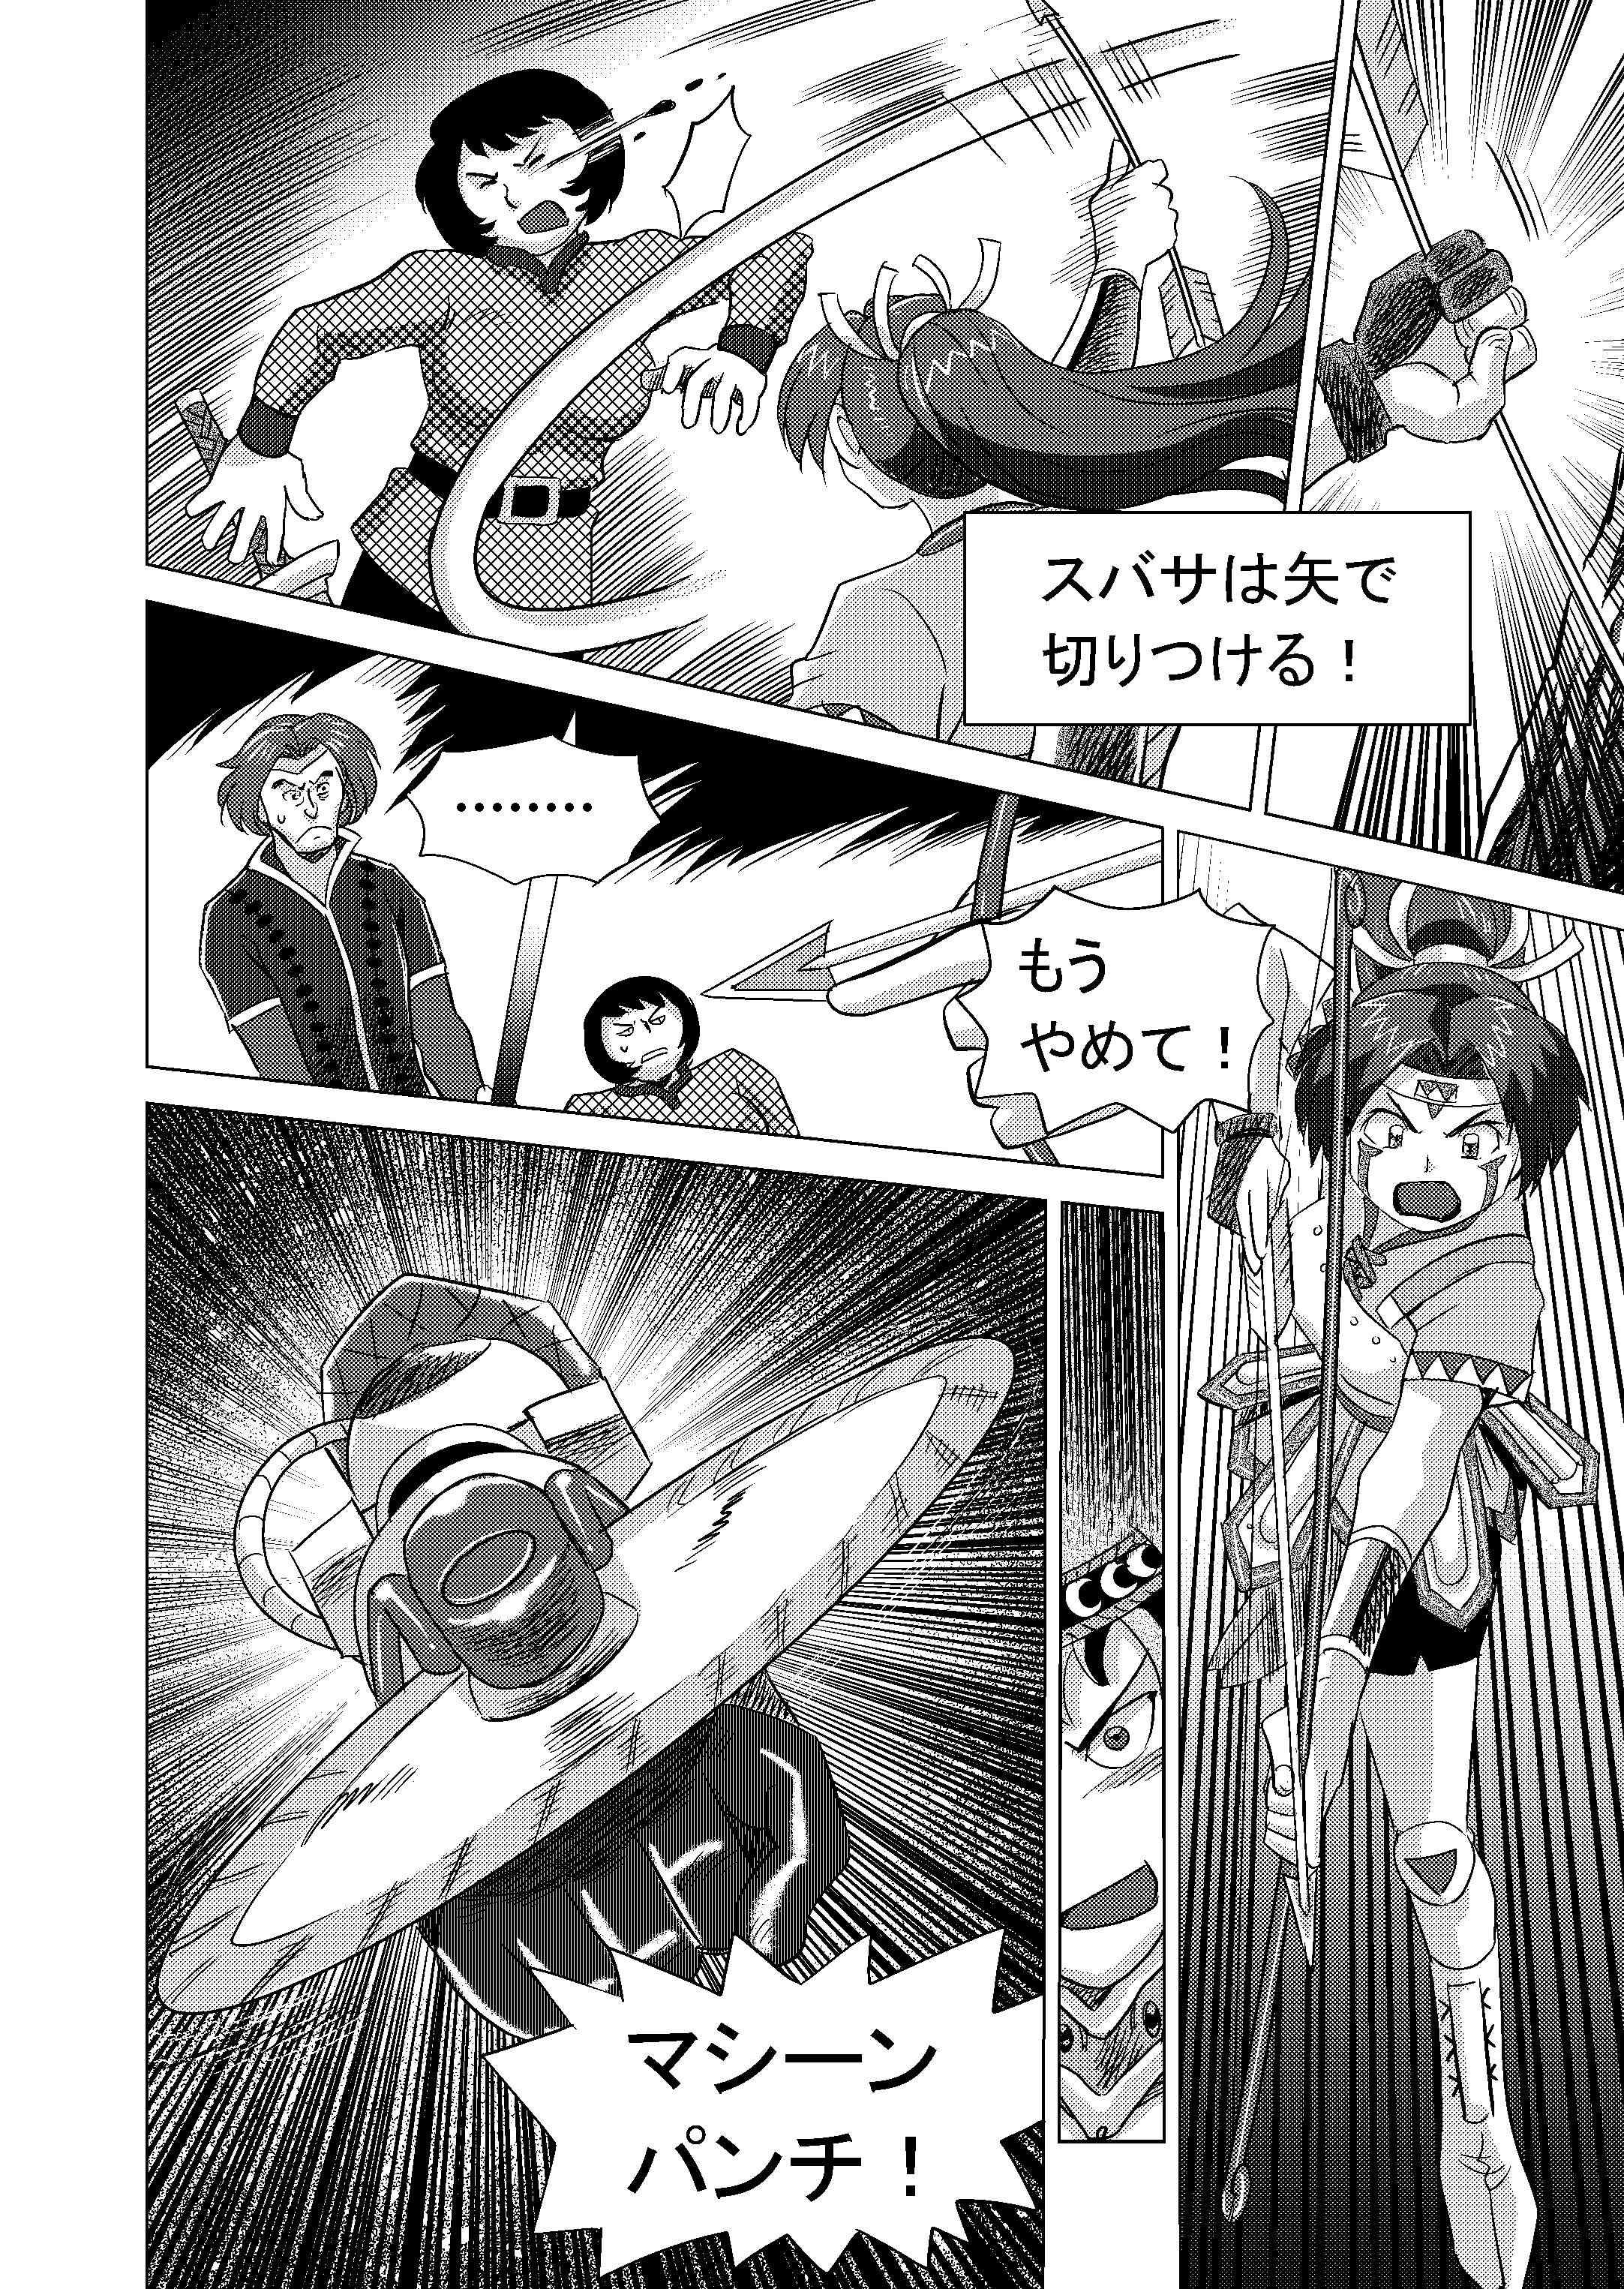 スバサは矢で
切りつける！
もう
やめて！
………
マシーン
パンチ！